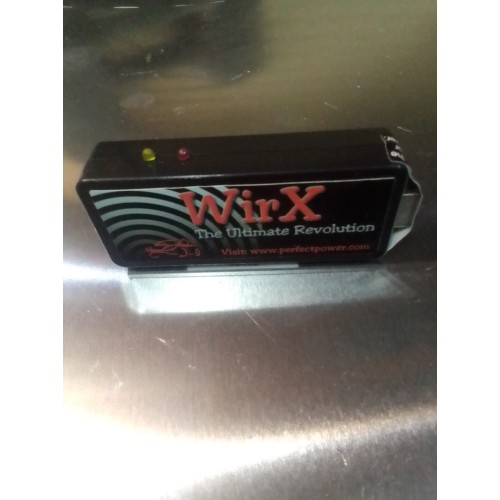 WirX
The Ultimate Revolution
Visit: www.perfectpower.com